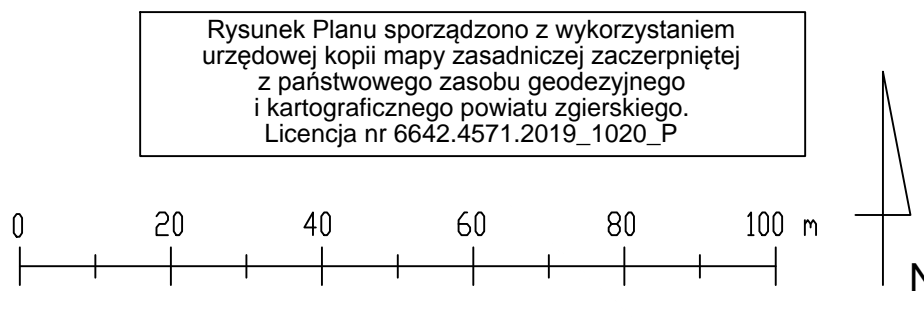 Rysunek Planu sporządzono z wykorzystaniem
urzędowej kopii mapy zasadniczej zaczerpniętej
z państwowego zasobu geodezyjnego
i kartograficznego powiatu zgierskiego.
Licencja nr 6642.4571.2019_1020_P
0 20 40 60 80 100 m
N